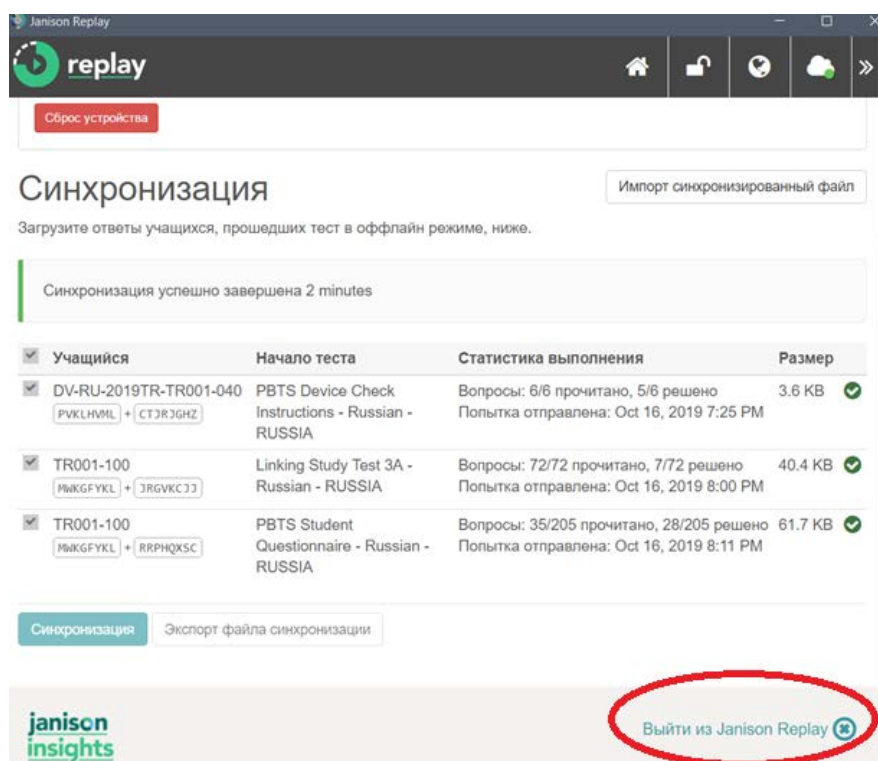 Janison Replay
replay
Сброс устройства
Синхронизация
Импорт синхронизированный файл
Загрузите ответы учащихся, прошедших тест в оффлайн режиме, ниже.
Синхронизация успешно завершена 2 minutes
Учащийся Начало теста Статистика выполнения Размер
DV-RU-2019TR-TR001-040 PBTS Device Check Вопросы: 6/6 прочитано, 5/6 решено 3.6 KB
PVKLHVML + CTJRJGHZ Instructions - Russian - Попытка отправлена: Oct 16, 2019 7:25 PM
RUSSIA
TR001-100 Linking Study Test 3A - Вопросы: 72/72 прочитано, 7/72 решено 40.4 KB
MWKGFYKL + JRGVKCJJ Russian - RUSSIA Попытка отправлена: Oct 16, 2019 8:00 PM
TR001-100 PBTS Student Вопросы: 35/205 прочитано, 28/205 решено 61.7 KB
MWKGFYKL + RRPHQXSC Questionnaire - Russian - Попытка отправлена: Oct 16, 2019 8:11 PM
RUSSIA
Синхронизация Экспорт файла синхронизации
janison
insights
Выйти из Janison Replay